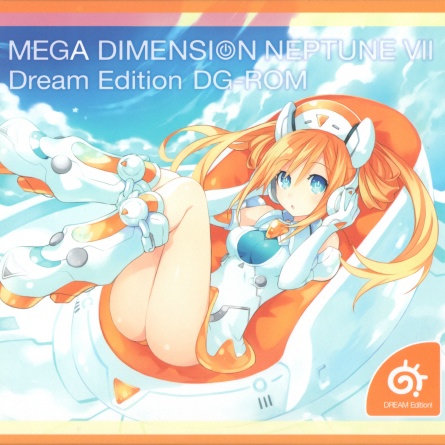 MEGA DIMENSION NEPTUNE VII
Dream Edition DG-ROM
DREAM Edition!